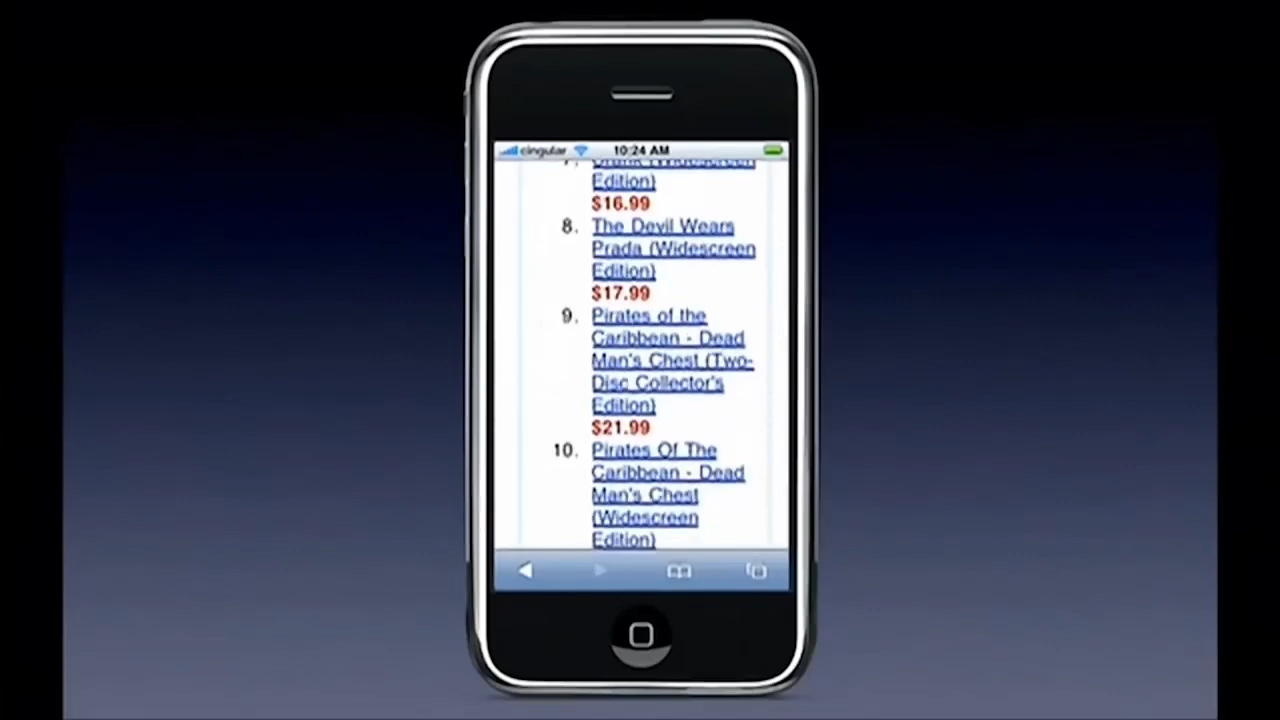 cingular 10:24 AM
Edition)
$16.99
8. The Devil Wears
Prada (Widescreen
Edition)
$17.99
9. Pirates of the
Caribbean - Dead
Man's Chest (Two-
Disc Collector's
Edition)
$21.99
10. Pirates Of The
Caribbean - Dead
Man's Chest
(Widescreen
Edition)